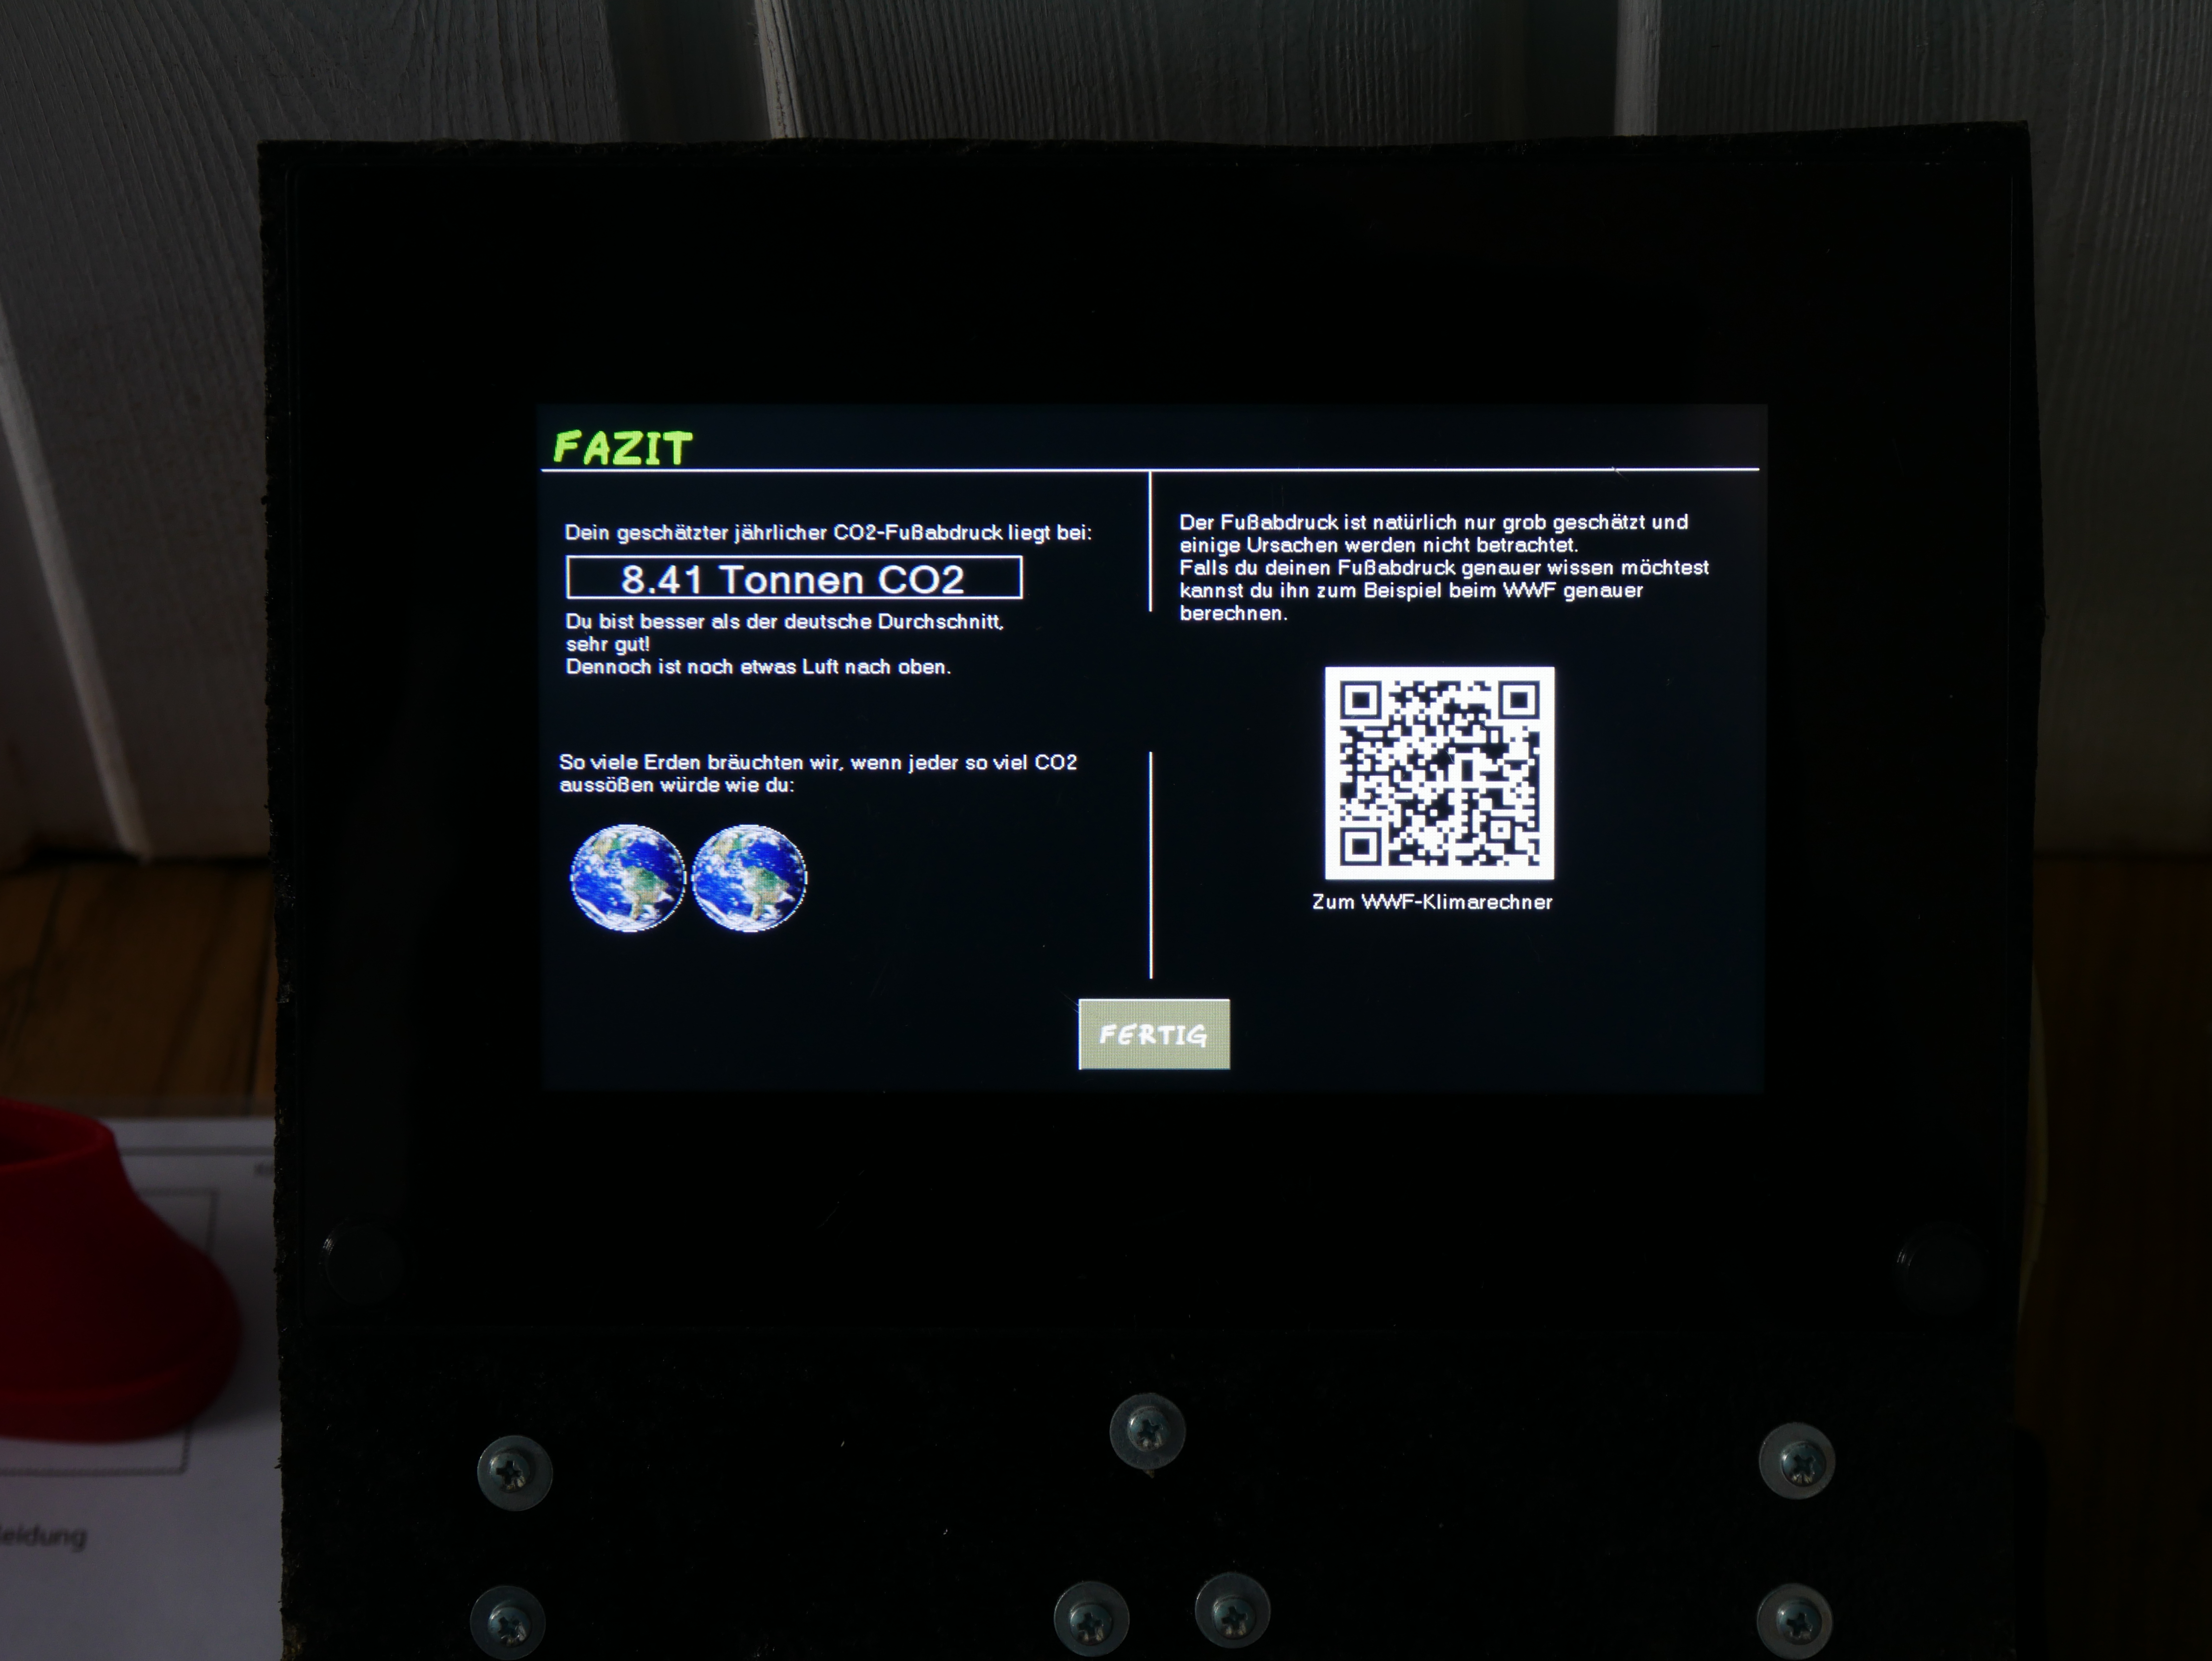 FAZIT
Dein geschätzter jährlicher CO2-Fußabdruck liegt bei:
8.41 Tonnen CO2
Du bist besser als der deutsche Durchschnitt,
sehr gut!
Dennoch ist noch etwas Luft nach oben.
So viele Erden bräuchten wir, wenn jeder so viel CO2
aussößen würde wie du:
Der Fußabdruck ist natürlich nur grob geschätzt und
einige Ursachen werden nicht betrachtet.
Falls du deinen Fußabdruck genauer wissen möchtest
kannst du ihn zum Beispiel beim WWF genauer
berechnen.
Zum WWF-Klimarechner
FERTIG
eidung